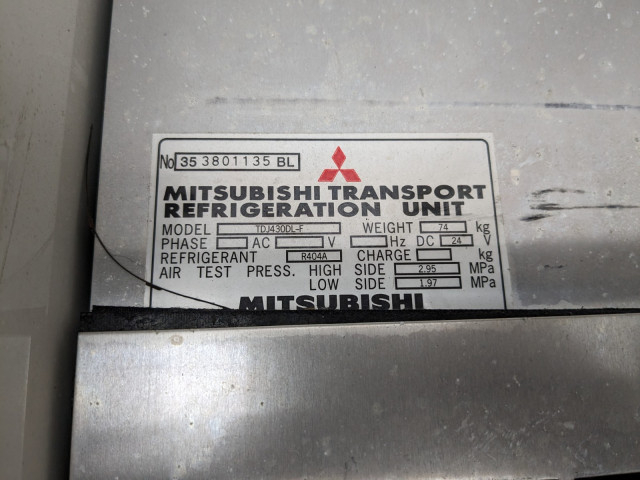 No 35 3801135 BL
MITSUBISHI TRANSPORT
REFRIGERATION UNIT
MODEL TDJ430DL-F WEIGHT 74 kg
PHASE AC V Hz DC 24 V
REFRIGERANT R404A CHARGE kg
AIR TEST PRESS. HIGH SIDE 2.95 MPa
LOW SIDE 1.97 MPa
MITSUBISHI